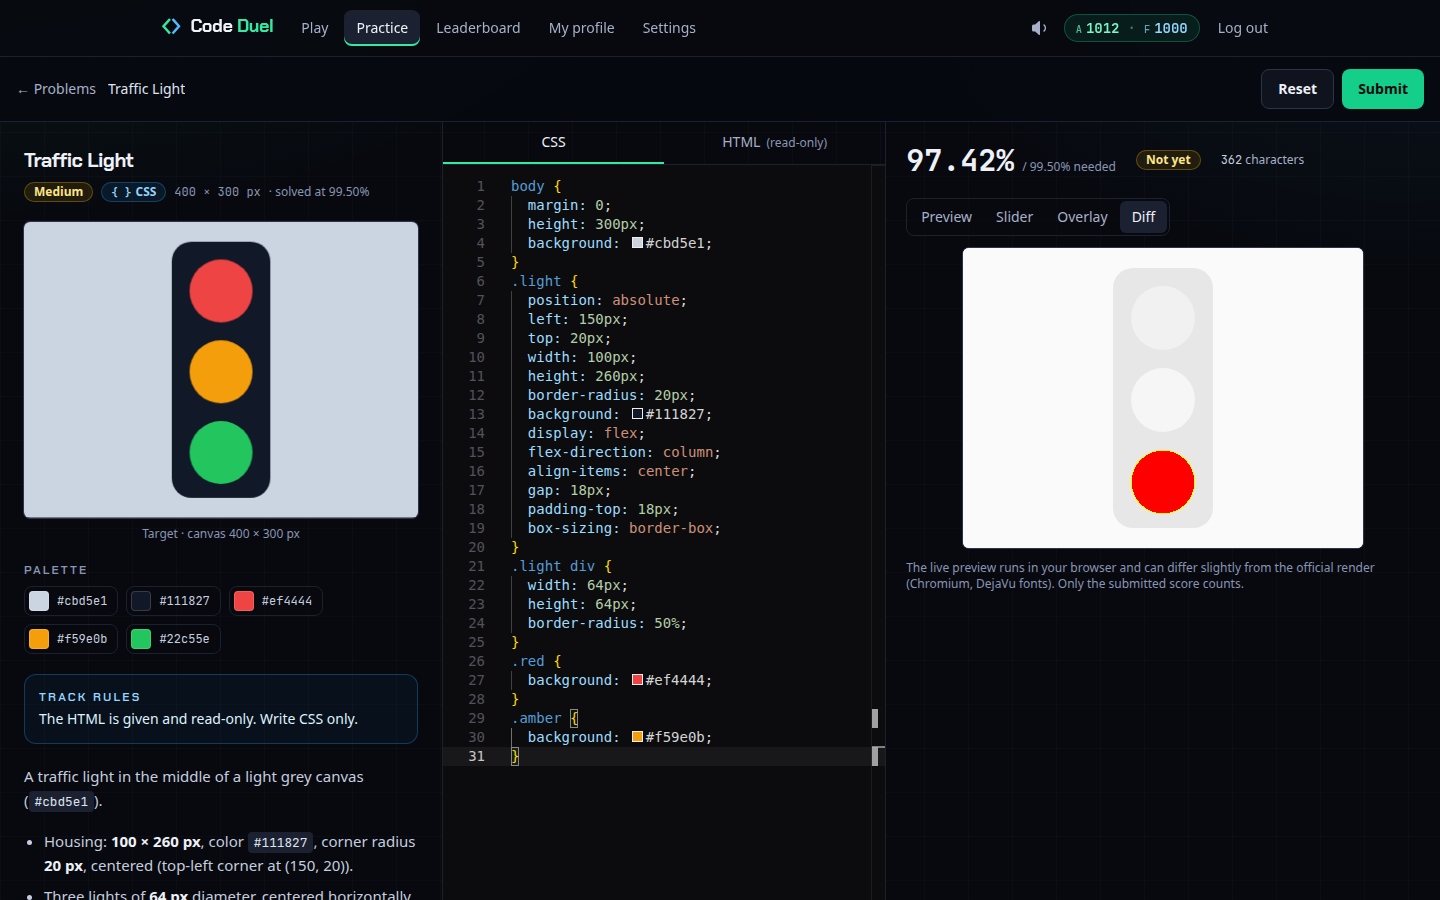 Code Duel
Play
Practice
Leaderboard
My profile
Settings
A 1012 · F 1000
Log out
← Problems
Traffic Light
Reset
Submit
Traffic Light
Medium
{ } CSS
400 × 300 px
· solved at 99.50%
Target · canvas 400 × 300 px
PALETTE
#cbd5e1
#111827
#ef4444
#f59e0b
#22c55e
TRACK RULES
The HTML is given and read-only. Write CSS only.
A traffic light in the middle of a light grey canvas
(#cbd5e1).
• Housing: 100 × 260 px, color #111827, corner radius
20 px, centered (top-left corner at (150, 20)).
• Three lights of 64 px diameter, centered horizontally
CSS
HTML (read-only)
1 body {
2 margin: 0;
3 height: 300px;
4 background: #cbd5e1;
5 }
6 .light {
7 position: absolute;
8 left: 150px;
9 top: 20px;
10 width: 100px;
11 height: 260px;
12 border-radius: 20px;
13 background: #111827;
14 display: flex;
15 flex-direction: column;
16 align-items: center;
17 gap: 18px;
18 padding-top: 18px;
19 box-sizing: border-box;
20 }
21 .light div {
22 width: 64px;
23 height: 64px;
24 border-radius: 50%;
25 }
26 .red {
27 background: #ef4444;
28 }
29 .amber {
30 background: #f59e0b;
31 }
97.42% / 99.50% needed
Not yet
362 characters
Preview
Slider
Overlay
Diff
The live preview runs in your browser and can differ slightly from the official render
(Chromium, DejaVu fonts). Only the submitted score counts.